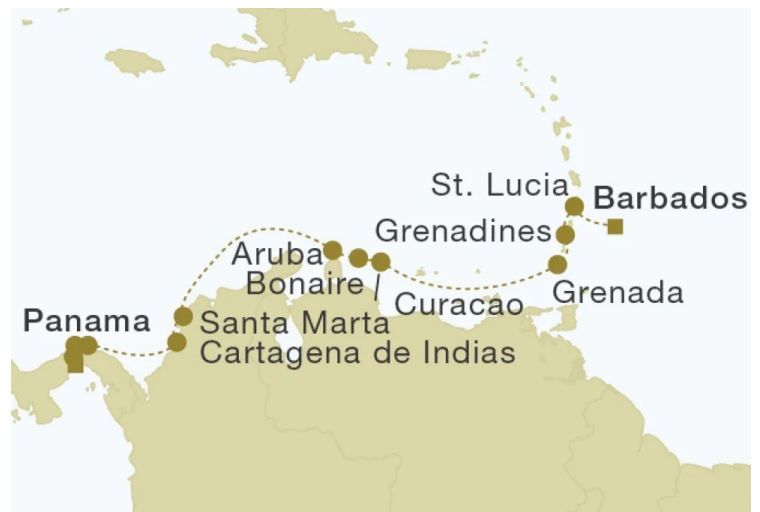 St. Lucia
Barbados
Grenadines
Aruba
Bonaire
Curacao
Grenada
Panama
Santa Marta
Cartagena de Indias